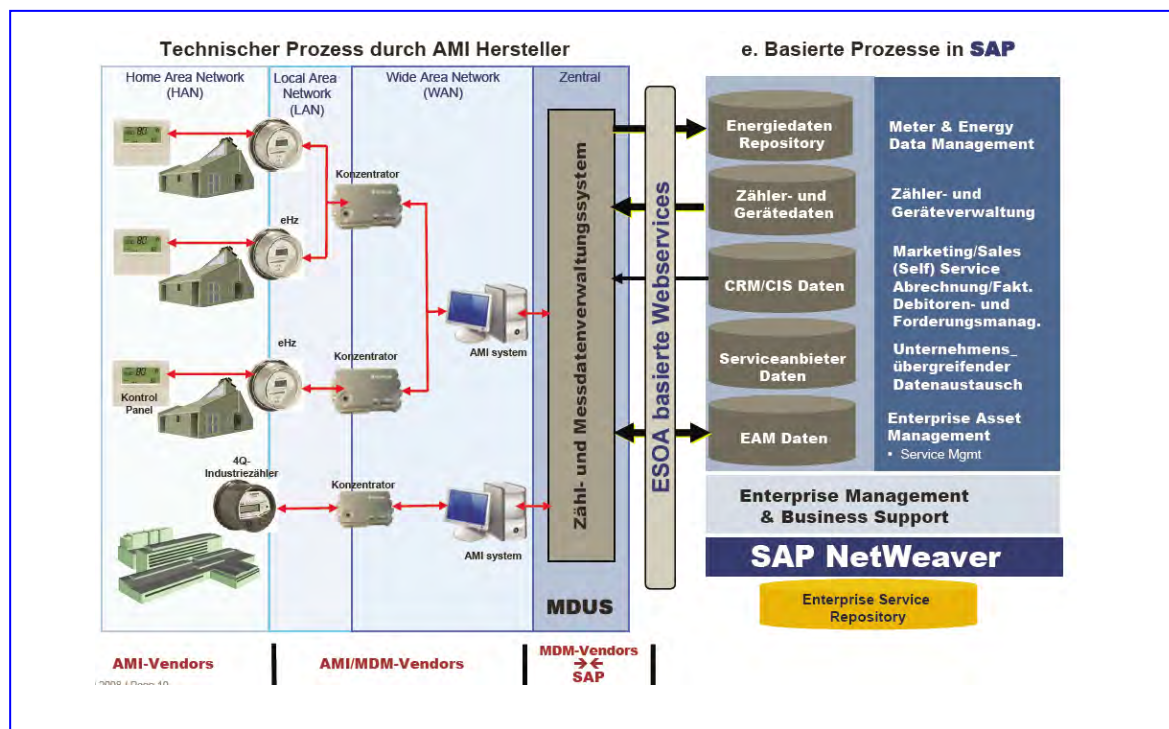 Technischer Prozess durch AMI Hersteller
e. Basierte Prozesse in SAP
Home Area Network
(HAN)
Local Area
Network
(LAN)
Wide Area Network
(WAN)
Zentral
Konzentrator
eHz
eHz
Konzentrator
Kontrol
Panel
4Q-
Industriezähler
Konzentrator
AMI system
AMI system
Zähl- und Messdatenverwaltungssystem
MDUS
ESOA basierte Webservices
Energiedaten
Repository
Meter & Energy
Data Management
Zähler- und
Gerätedaten
Zähler- und
Geräteverwaltung
CRM/CIS Daten
Marketing/Sales
(Self) Service
Abrechnung/Fakt.
Debitoren- und
Forderungsmanag.
Serviceanbieter
Daten
Unternehmens_
übergreifender
Datenaustausch
EAM Daten
Enterprise Asset
Management
• Service Mgmt
Enterprise Management
& Business Support
SAP NetWeaver
Enterprise Service
Repository
AMI-Vendors
AMI/MDM-Vendors
MDM-Vendors
→←
SAP